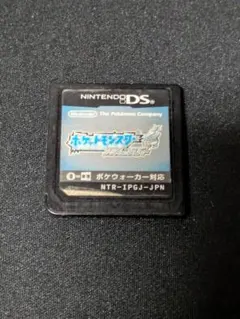 NINTENDO DS
Nintendo
The Pokémon Company
ポケットモンスター
ポケウォーカー対応
NTR-IPGJ-JPN